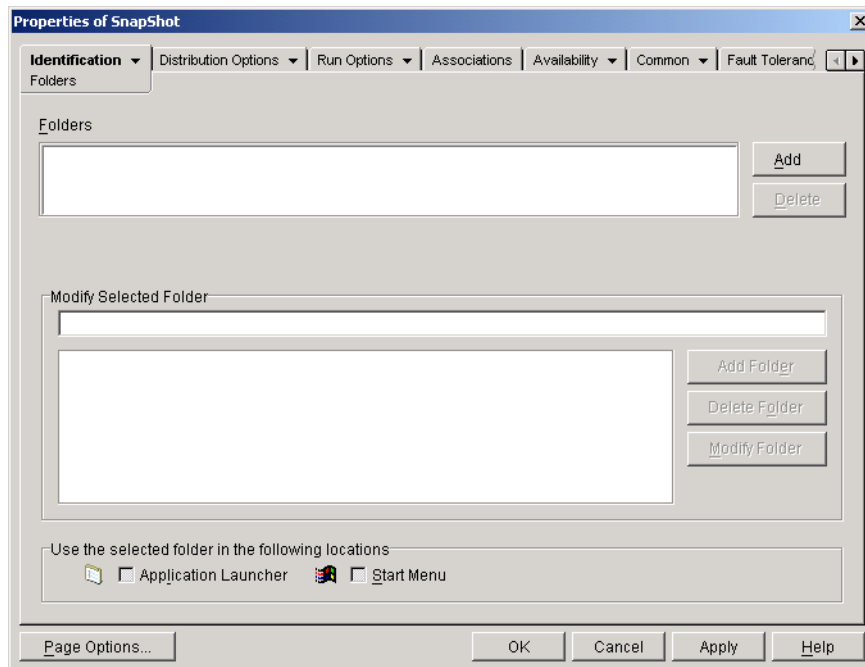 Properties of SnapShot
Identification Distribution Options Run Options Associations Availability Common Fault Toleranc
Folders
Folders
Add
Delete
Modify Selected Folder
Add Folder
Delete Folder
Modify Folder
Use the selected folder in the following locations
Application Launcher Start Menu
Page Options... OK Cancel Apply Help